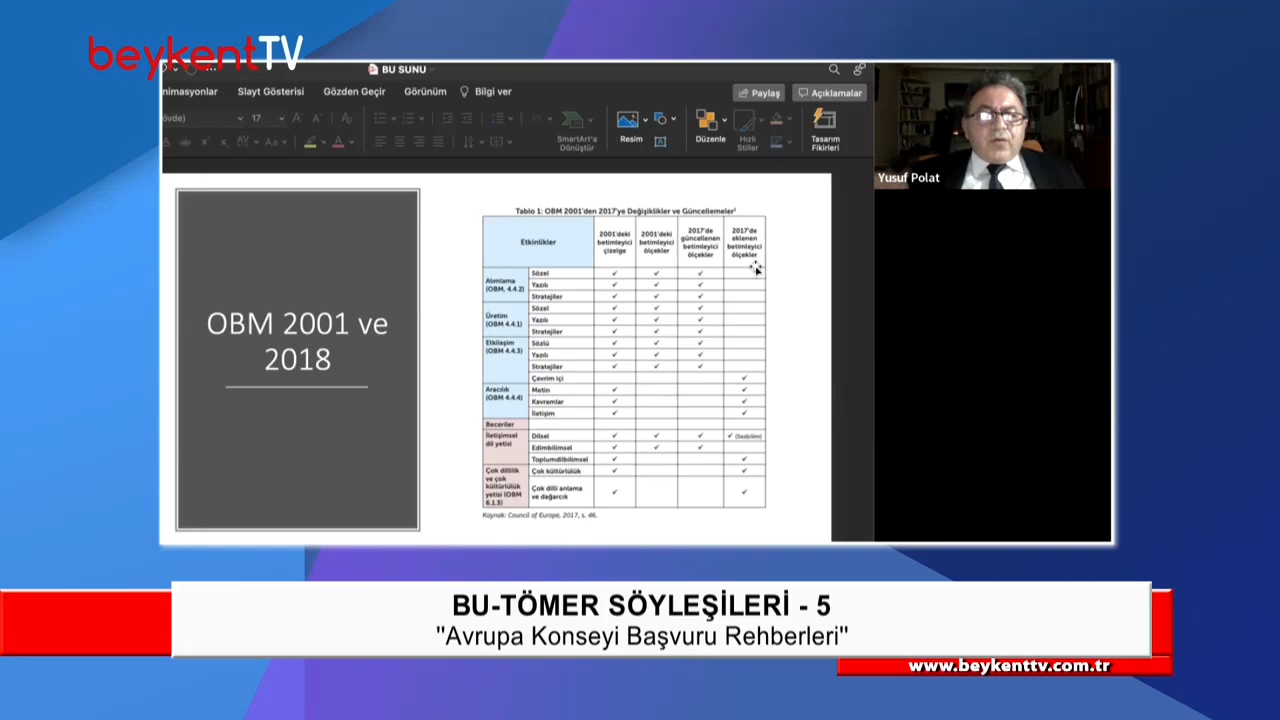 beykentTV
BU SUNU
nimasyonlar Slayt Gösterisi Gözden Geçir Görünüm Bilgi ver
Paylaş Açıklamalar
övde) 17
SmartArt'a Dönüştür
Resim
Düzenle
Hızlı Stiller
Tasarım Fikirleri
Yusuf Polat
OBM 2001 ve
2018
Tablo 1: OBM 2001'den 2017'ye Değişiklikler ve Güncellemeler¹
Etkinlikler
2001'deki betimleyici çizelge
2001'deki betimleyici ölçekler
2017'de güncellenen betimleyici ölçekler
2017'de eklenen betimleyici ölçekler
Alımlama (OBM, 4.4.2)
Sözel ✓ ✓ ✓
Yazılı ✓ ✓ ✓
Stratejiler ✓ ✓ ✓
Üretim (OBM 4.4.1)
Sözel ✓ ✓ ✓
Yazılı ✓ ✓ ✓
Stratejiler ✓ ✓ ✓
Etkileşim (OBM 4.4.3)
Sözlü ✓ ✓ ✓
Yazılı ✓ ✓ ✓
Stratejiler ✓ ✓ ✓
Çevrim içi ✓
Aracılık (OBM 4.4.4)
Metin ✓ ✓
Kavramlar ✓ ✓
İletişim ✓ ✓
Beceriler
İletişimsel dil yetisi
Dilsel ✓ ✓ ✓ ✓ (Sesbilim)
Edimbilimsel ✓ ✓ ✓
Toplumdilbilimsel ✓ ✓
Çok dillilik ve çok kültürlülük yetisi (OBM 6.1.3)
Çok kültürlülük ✓ ✓
Çok dilli anlama ve dağarcık ✓ ✓
Kaynak: Council of Europe, 2017, s. 46.
BU-TÖMER SÖYLEŞİLERİ - 5
"Avrupa Konseyi Başvuru Rehberleri"
www.beykenttv.com.tr